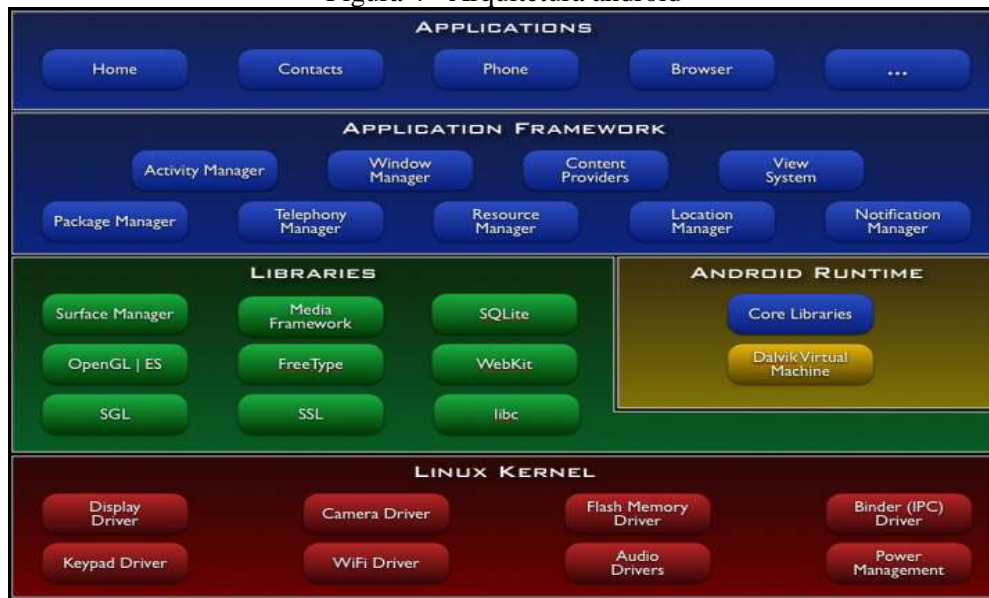 APPLICATIONS
Home
Contacts
Phone
Browser
...
APPLICATION FRAMEWORK
Activity Manager
Window
Manager
Content
Providers
View
System
Package Manager
Telephony
Manager
Resource
Manager
Location
Manager
Notification
Manager
LIBRARIES
Surface Manager
Media
Framework
SQLite
OpenGL | ES
FreeType
WebKit
SGL
SSL
libc
ANDROID RUNTIME
Core Libraries
Dalvik Virtual
Machine
LINUX KERNEL
Display
Driver
Camera Driver
Flash Memory
Driver
Binder (IPC)
Driver
Keypad Driver
WiFi Driver
Audio
Drivers
Power
Management